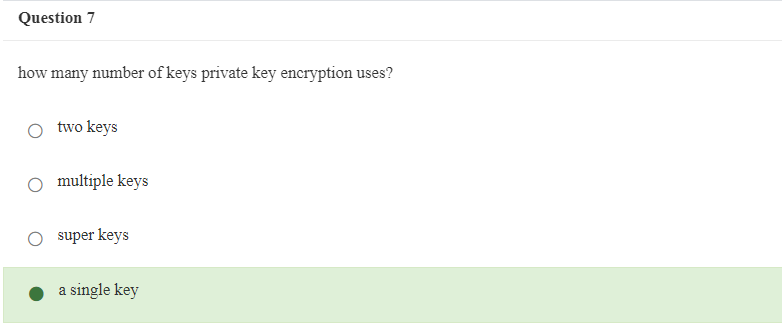 Question 7
how many number of keys private key encryption uses?
two keys
multiple keys
super keys
a single key